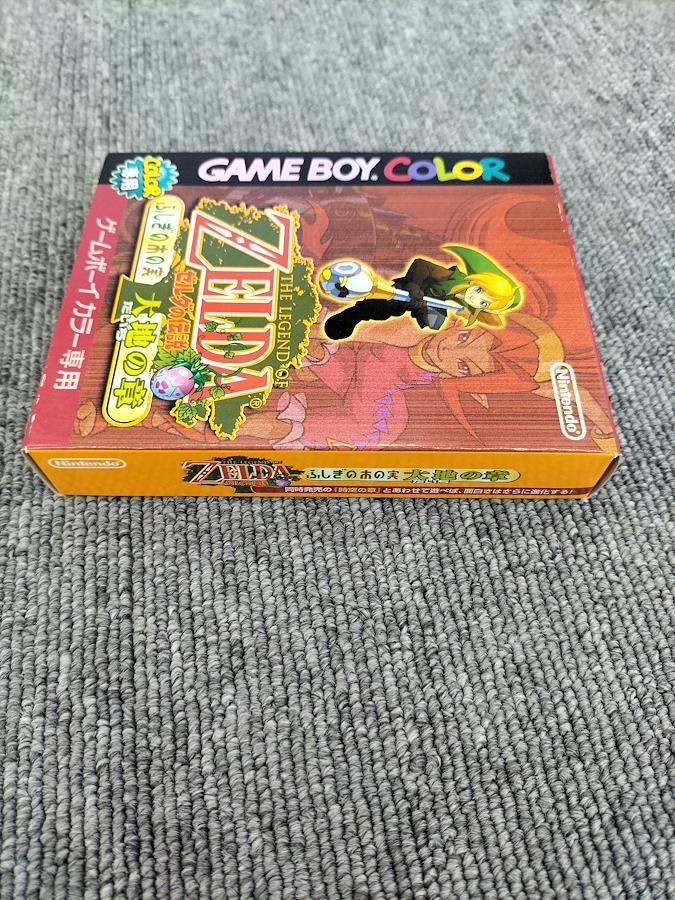 GAME BOY COLOR
COLOR
専用
ゲームボーイ カラー専用
ふしぎの木の実
THE LEGEND OF
ZELDA
ゼルダの伝説
®
大地の章
だいち
Nintendo
Nintendo
ZELDA
ふしぎの木の実 大地の章
同時発売の「時空の章」とあわせて遊べば、面白さはさらに進化する!